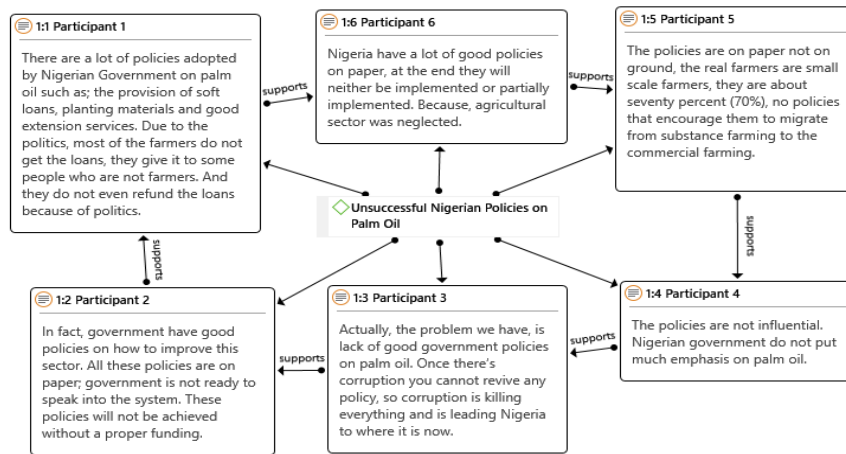 1:1 Participant 1
There are a lot of policies adopted
by Nigerian Government on palm
oil such as; the provision of soft
loans, planting materials and good
extension services. Due to the
politics, most of the farmers do not
get the loans, they give it to some
people who are not farmers. And
they do not even refund the loans
because of politics.
supports
1:6 Participant 6
Nigeria have a lot of good policies
on paper, at the end they will
neither be implemented or partially
implemented. Because, agricultural
sector was neglected.
supports
1:5 Participant 5
The policies are on paper not on
ground, the real farmers are small
scale farmers, they are about
seventy percent (70%), no policies
that encourage them to migrate
from substance farming to the
commercial farming.
Unsuccessful Nigerian Policies on
Palm Oil
supports
supports
1:2 Participant 2
In fact, government have good
policies on how to improve this
sector. All these policies are on
paper; government is not ready to
speak into the system. These
policies will not be achieved
without a proper funding.
supports
1:3 Participant 3
Actually, the problem we have, is
lack of good government policies
on palm oil. Once there's
corruption you cannot revive any
policy, so corruption is killing
everything and is leading Nigeria
to where it is now.
supports
1:4 Participant 4
The policies are not influential.
Nigerian government do not put
much emphasis on palm oil.